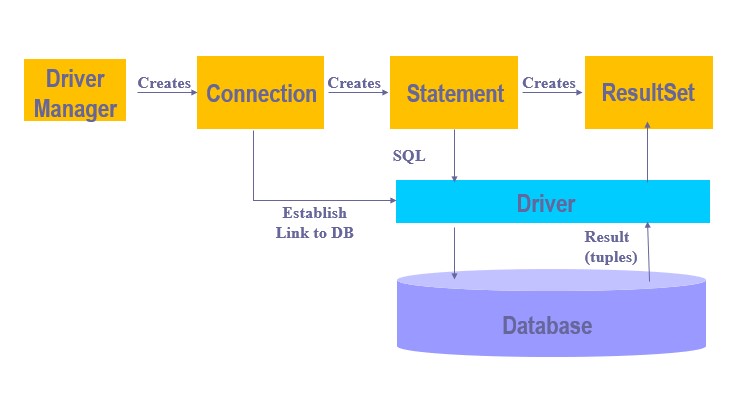 Driver
Manager
Creates
Connection
Creates
Statement
Creates
ResultSet
SQL
Establish
Link to DB
Driver
Result
(tuples)
Database